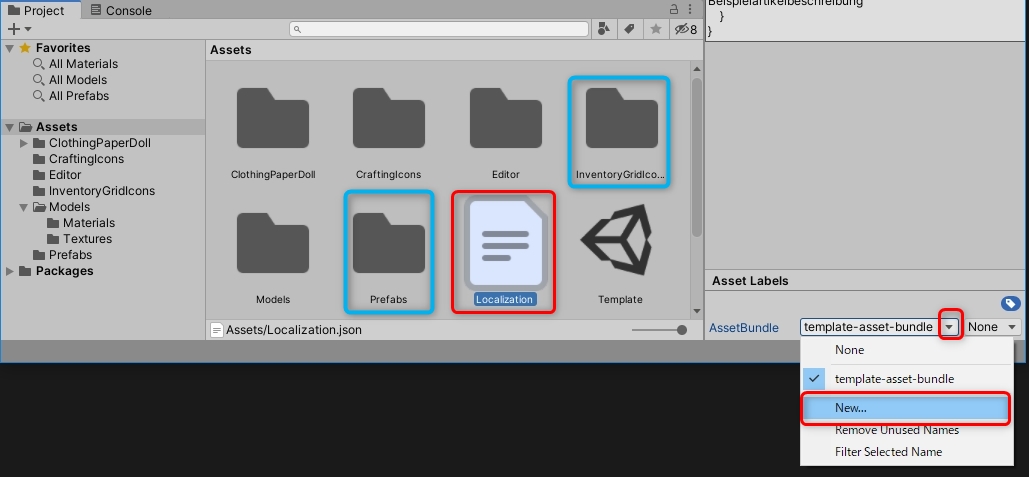 Project
Console
8
Favorites
All Materials
All Models
All Prefabs
Assets
ClothingPaperDoll
CraftingIcons
Editor
InventoryGridIcons
Models
Materials
Textures
Prefabs
Packages
Assets
ClothingPaperDoll
CraftingIcons
Editor
InventoryGridIco...
Models
Prefabs
Localization
Template
Assets/Localization.json
Beispielartikelbeschreibung
}
}
Asset Labels
AssetBundle
template-asset-bundle
None
None
template-asset-bundle
New...
Remove Unused Names
Filter Selected Name